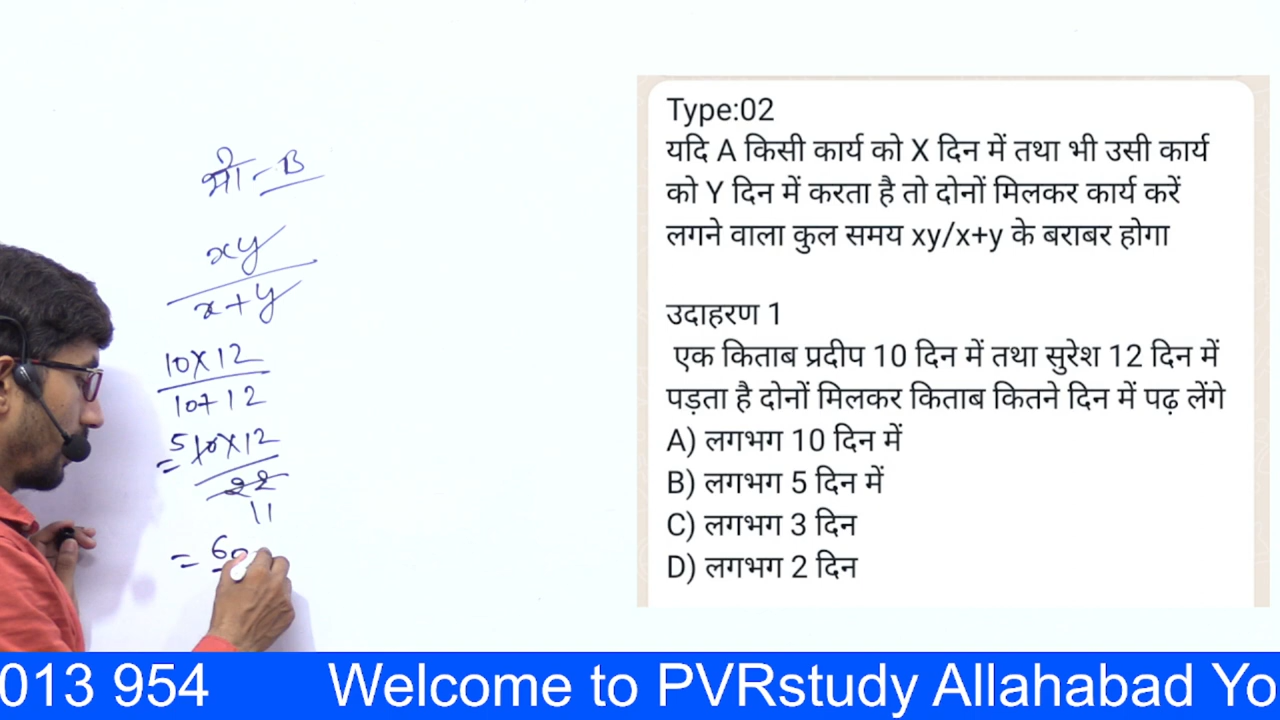 भी - B
xy
x+y
10×12
10+12
= 5 10×12
22
11
= 60
Type:02
यदि A किसी कार्य को X दिन में तथा भी उसी कार्य
को Y दिन में करता है तो दोनों मिलकर कार्य करें
लगने वाला कुल समय xy/x+y के बराबर होगा
उदाहरण 1
एक किताब प्रदीप 10 दिन में तथा सुरेश 12 दिन में
पड़ता है दोनों मिलकर किताब कितने दिन में पढ़ लेंगे
A) लगभग 10 दिन में
B) लगभग 5 दिन में
C) लगभग 3 दिन
D) लगभग 2 दिन
013 954 Welcome to PVRstudy Allahabad Yo